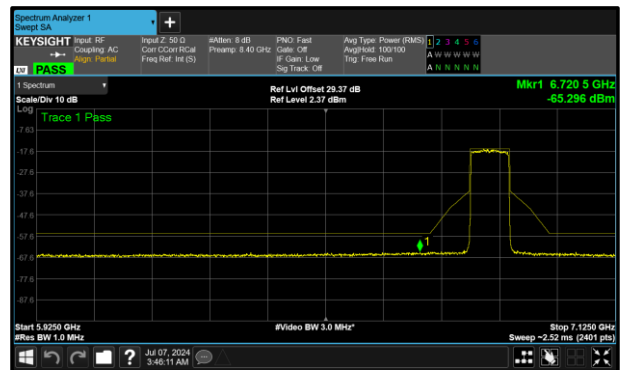 Spectrum Analyzer 1
Swept SA
+
KEYSIGHT Input: RF Input Z: 50 Ω #Atten: 8 dB PNO: Fast Avg Type: Power (RMS) 1 2 3 4 5 6
Coupling: AC Corr CCorr RCal Preamp: 8.40 GHz Gate: Off Avg|Hold: 100/100 A W W W W W
Align: Partial Freq Ref: Int (S) IF Gain: Low Trig: Free Run
LXI PASS Sig Track: Off A N N N N N
1 Spectrum Ref Lvl Offset 29.37 dB Mkr1 6.720 5 GHz
Scale/Div 10 dB Ref Level 2.37 dBm -65.296 dBm
Log
Trace 1 Pass
-7.63
-17.6
-27.6
-37.6
-47.6
-57.6
1
-67.6
-77.6
-87.6
Start 5.9250 GHz #Video BW 3.0 MHz* Stop 7.1250 GHz
#Res BW 1.0 MHz Sweep ~2.52 ms (2401 pts)
? Jul 07, 2024
3:46:11 AM